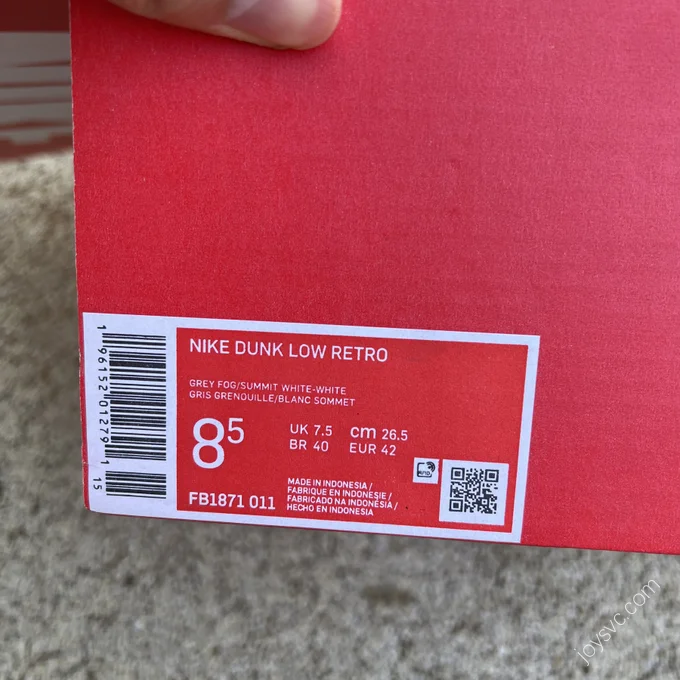 NIKE DUNK LOW RETRO
GREY FOG/SUMMIT WHITE-WHITE
GRIS GRENOUILLE/BLANC SOMMET
8⁵
UK 7.5 cm 26.5
BR 40 EUR 42
FB1871 011
MADE IN INDONESIA /
FABRIQUE EN INDONESIE /
FABRICADO NA INDONÉSIA /
HECHO EN INDONESIA
1 96152 01279 1
15
joysvc.com